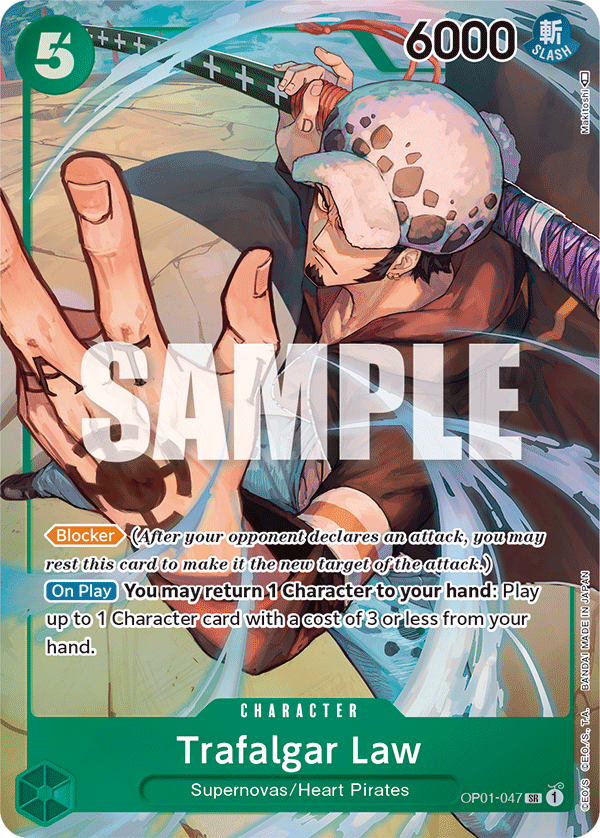 5
6000
斬
SLASH
Makitoshi
SAMPLE
Blocker (After your opponent declares an attack, you may
rest this card to make it the new target of the attack.)
On Play You may return 1 Character to your hand: Play
up to 1 Character card with a cost of 3 or less from your
hand.
CHARACTER
Trafalgar Law
Supernovas/Heart Pirates
OP01-047 SR 1
©EO/S ©E.O./S., T.A. BANDAI MADE IN JAPAN